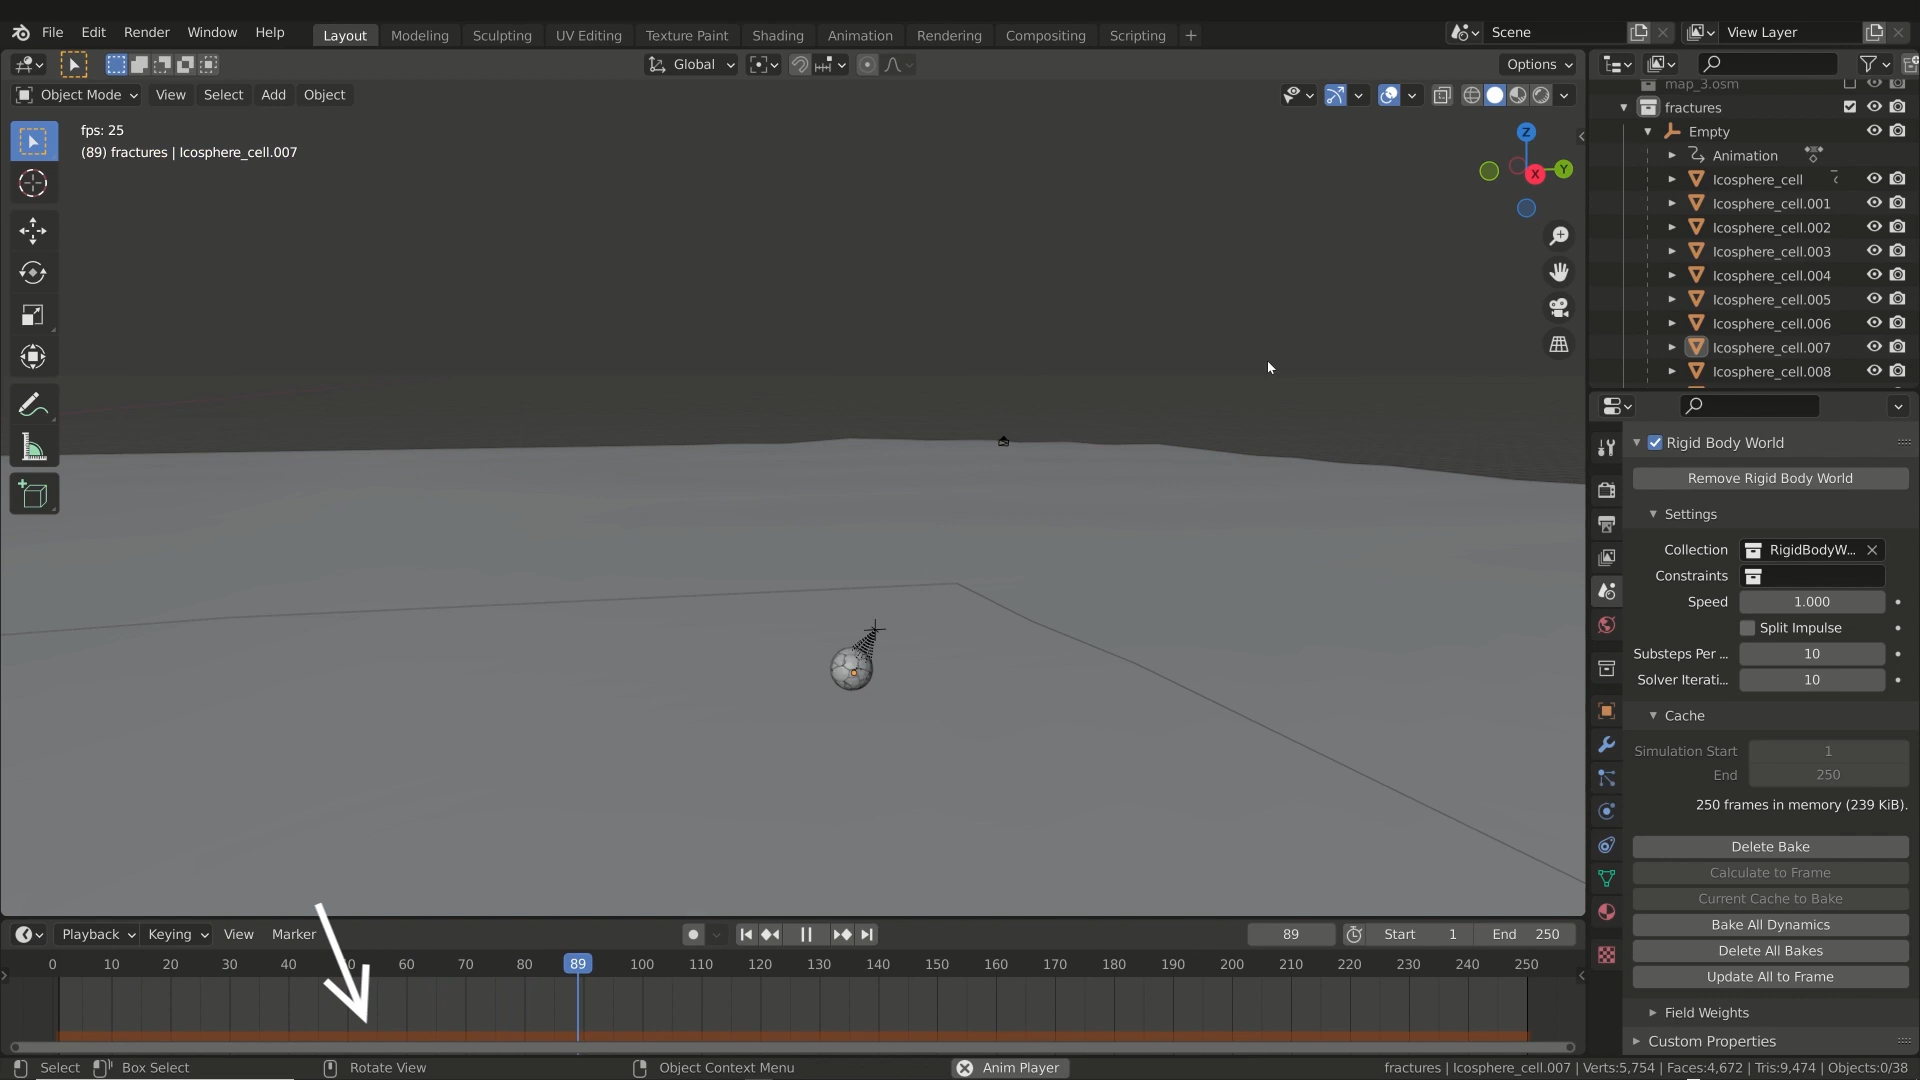 File Edit Render Window Help Layout Modeling Sculpting UV Editing Texture Paint Shading Animation Rendering Compositing Scripting + Scene View Layer
Global Options
Object Mode View Select Add Object
fps: 25
(89) fractures | Icosphere_cell.007
Z
Y
X
map_3.osm
fractures
Empty
Animation
Icosphere_cell
Icosphere_cell.001
Icosphere_cell.002
Icosphere_cell.003
Icosphere_cell.004
Icosphere_cell.005
Icosphere_cell.006
Icosphere_cell.007
Icosphere_cell.008
Rigid Body World
Remove Rigid Body World
Settings
Collection RigidBodyW...
Constraints
Speed 1.000
Split Impulse
Substeps Per ... 10
Solver Iterati... 10
Cache
Simulation Start 1
End 250
250 frames in memory (239 KiB).
Delete Bake
Calculate to Frame
Current Cache to Bake
Bake All Dynamics
Delete All Bakes
Update All to Frame
Field Weights
Custom Properties
Playback Keying View Marker 89 Start 1 End 250
0 10 20 30 40 60 70 80 89 100 110 120 130 140 150 160 170 180 190 200 210 220 230 240 250
Select Box Select Rotate View Object Context Menu Anim Player fractures | Icosphere_cell.007 | Verts:5,754 | Faces:4,672 | Tris:9,474 | Objects:0/38